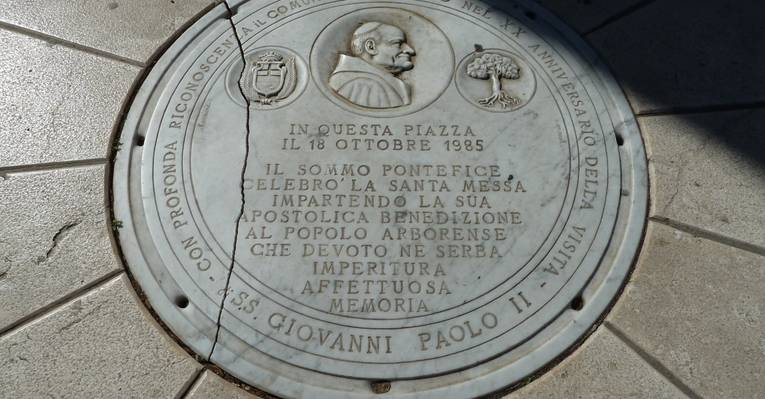 CON PROFONDA RICONOSCENZA IL COMUN NEL XX ANNIVERSARIO DELLA VISITA
IN QUESTA PIAZZA
IL 18 OTTOBRE 1985
IL SOMMO PONTEFICE
CELEBRO' LA SANTA MESSA
IMPARTENDO LA SUA
APOSTOLICA BENEDIZIONE
AL POPOLO ARBORENSE
CHE DEVOTO NE SERBA
IMPERITURA
AFFETTUOSA
MEMORIA
S.S. GIOVANNI PAOLO II